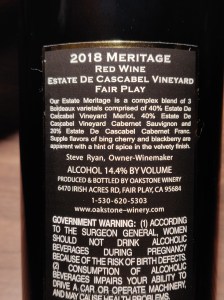 2018 MERITAGE
RED WINE
ESTATE DE CASCABEL VINEYARD
FAIR PLAY
Our Estate Meritage is a complex blend of 3
Bordeaux varietals comprised of 40% Estate De
Cascabel Vineyard Merlot, 40% Estate De Cascabel
Vineyard Cabernet Sauvignon and
20% Estate De Cascabel Cabernet Franc.
Supple flavors of bing cherry and blackberry are
apparent with a hint of spice in the velvety finish.
Steve Ryan, Owner-Winemaker
ALCOHOL 14.4% BY VOLUME
PRODUCED & BOTTLED BY OAKSTONE WINERY
6470 IRISH ACRES RD, FAIR PLAY, CA 95684
1-530-620-5303
www.oakstone-winery.com
GOVERNMENT WARNING: (1) ACCORDING
TO THE SURGEON GENERAL, WOMEN
SHOULD NOT DRINK ALCOHOLIC
BEVERAGES DURING PREGNANCY
BECAUSE OF THE RISK OF BIRTH DEFECTS.
(2) CONSUMPTION OF ALCOHOLIC
BEVERAGES IMPAIRS YOUR ABILITY TO
DRIVE A CAR OR OPERATE MACHINERY,
AND MAY CAUSE HEALTH PROBLEMS.